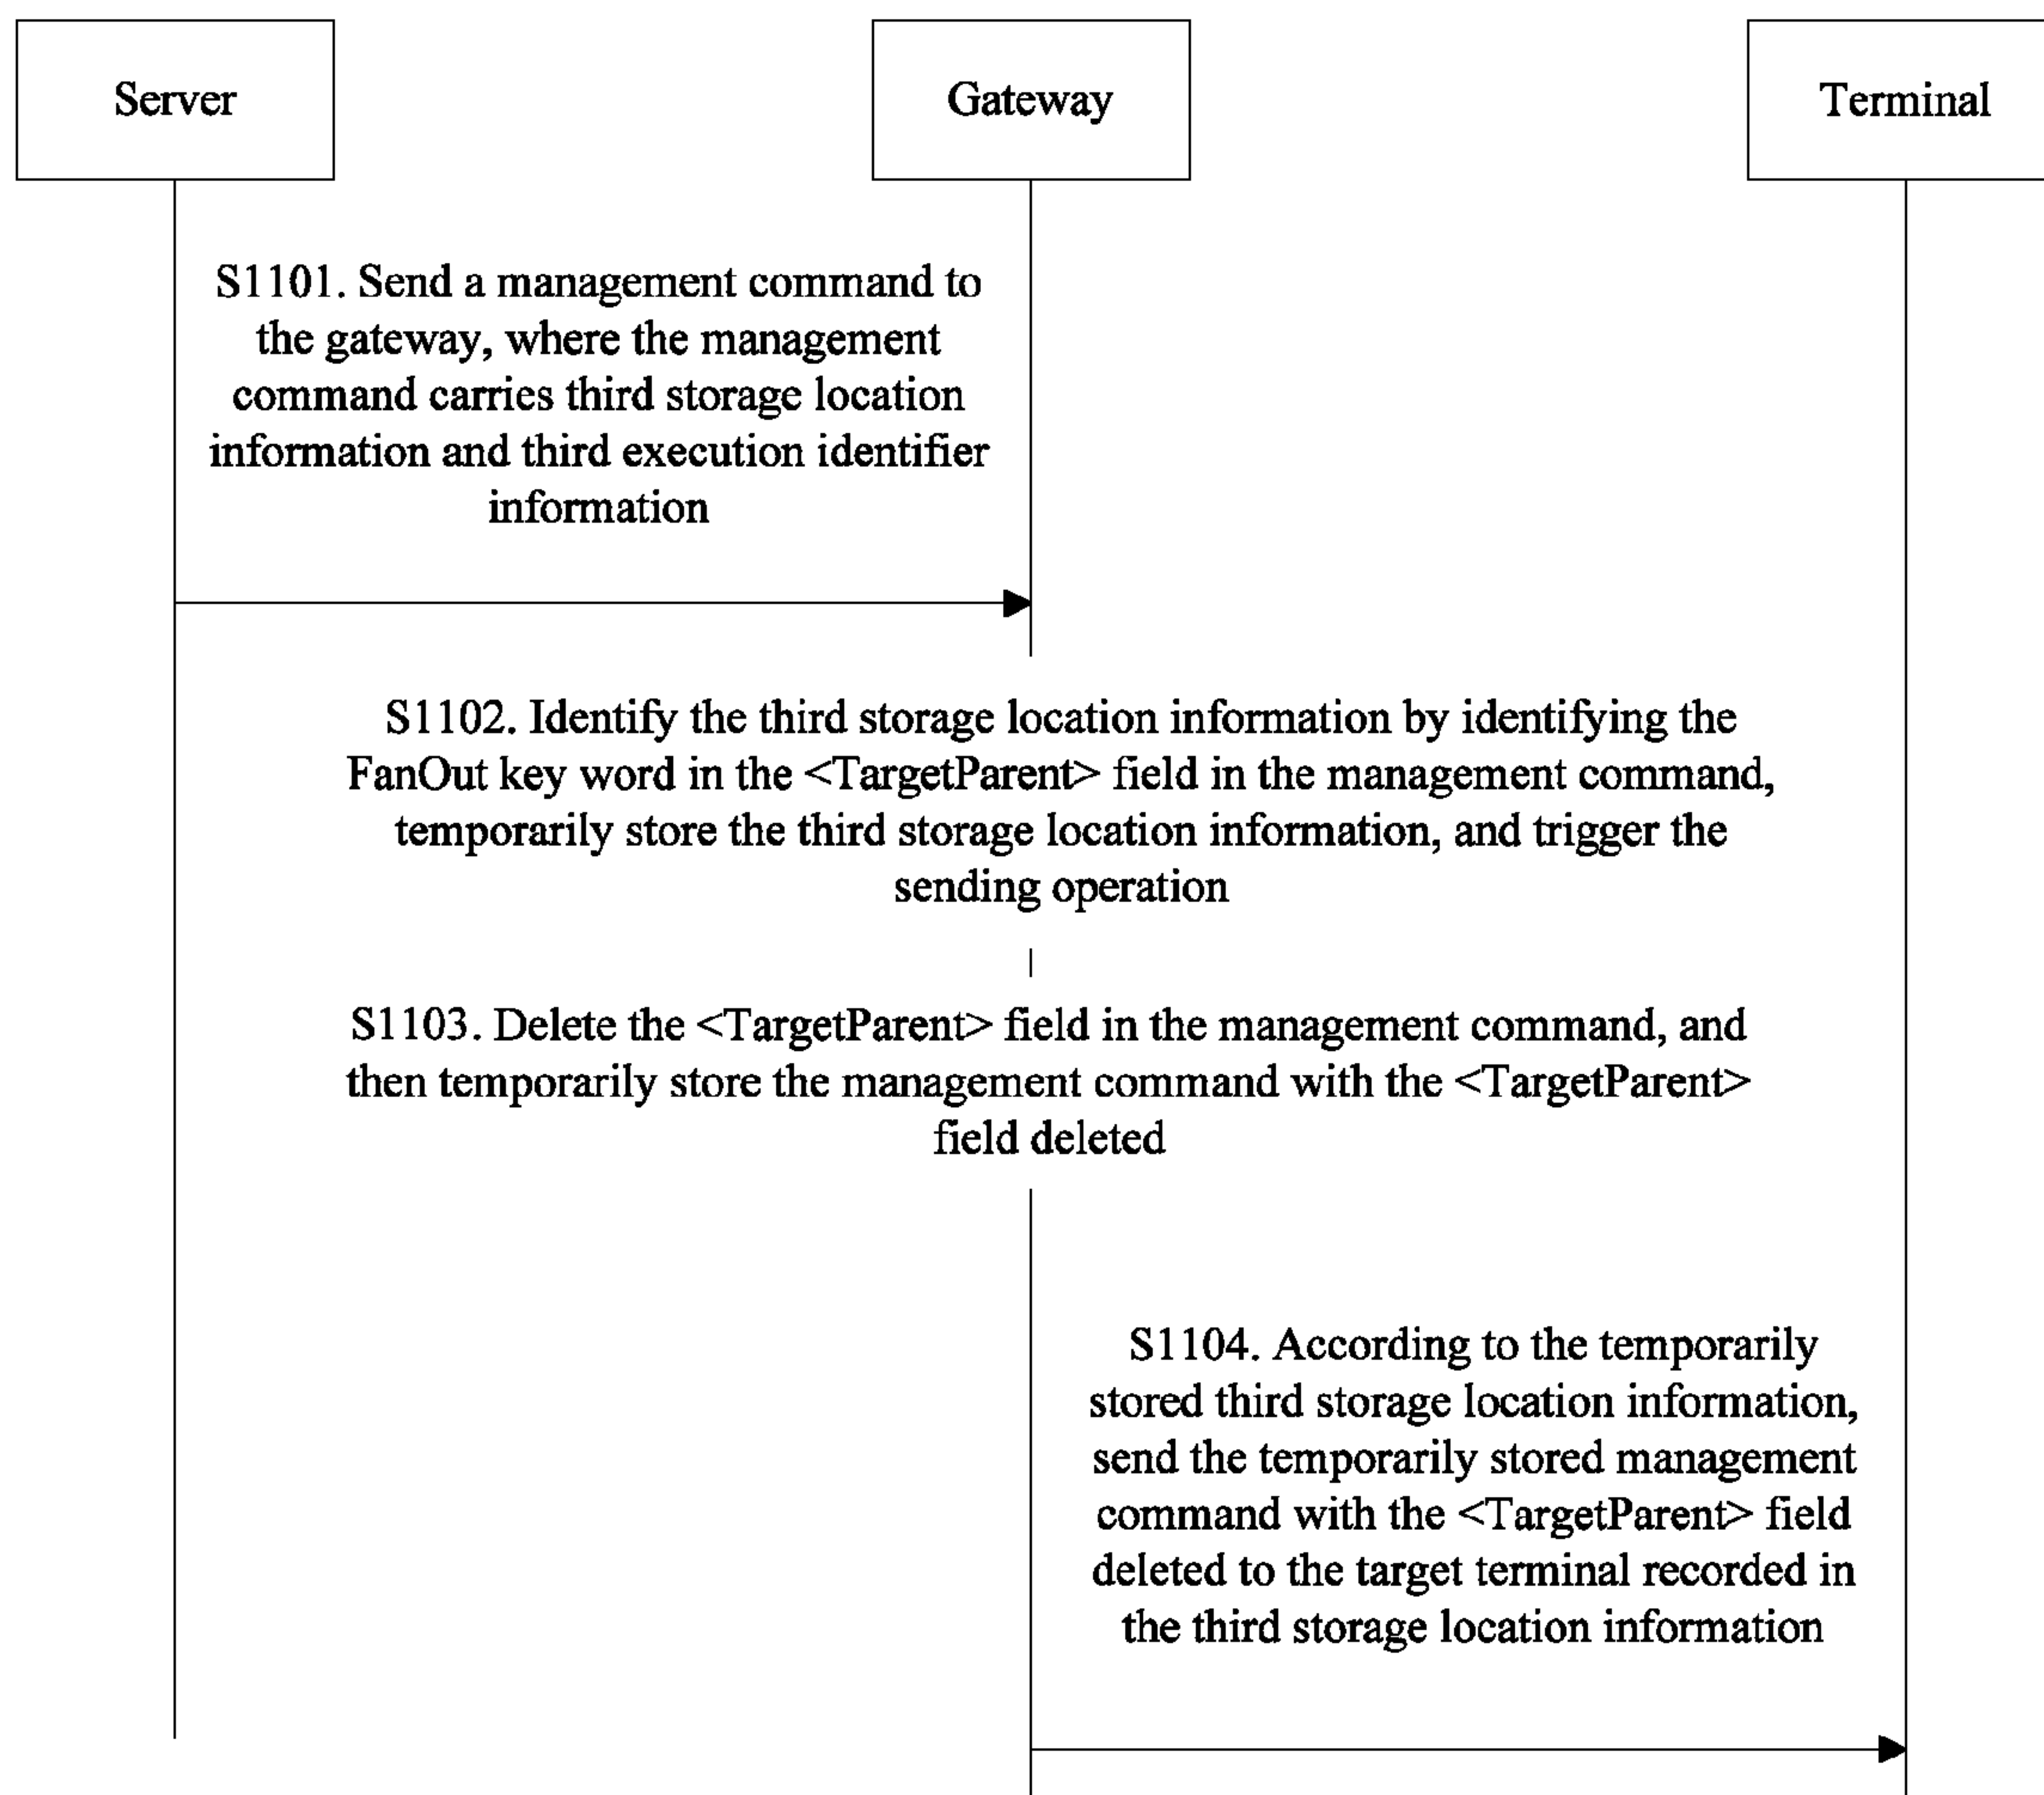 Server
Gateway
Terminal
S1101. Send a management command to
the gateway, where the management
command carries third storage location
information and third execution identifier
information
S1102. Identify the third storage location information by identifying the
FanOut key word in the <TargetParent> field in the management command,
temporarily store the third storage location information, and trigger the
sending operation
S1103. Delete the <TargetParent> field in the management command, and
then temporarily store the management command with the <TargetParent>
field deleted
S1104. According to the temporarily
stored third storage location information,
send the temporarily stored management
command with the <TargetParent> field
deleted to the target terminal recorded in
the third storage location information